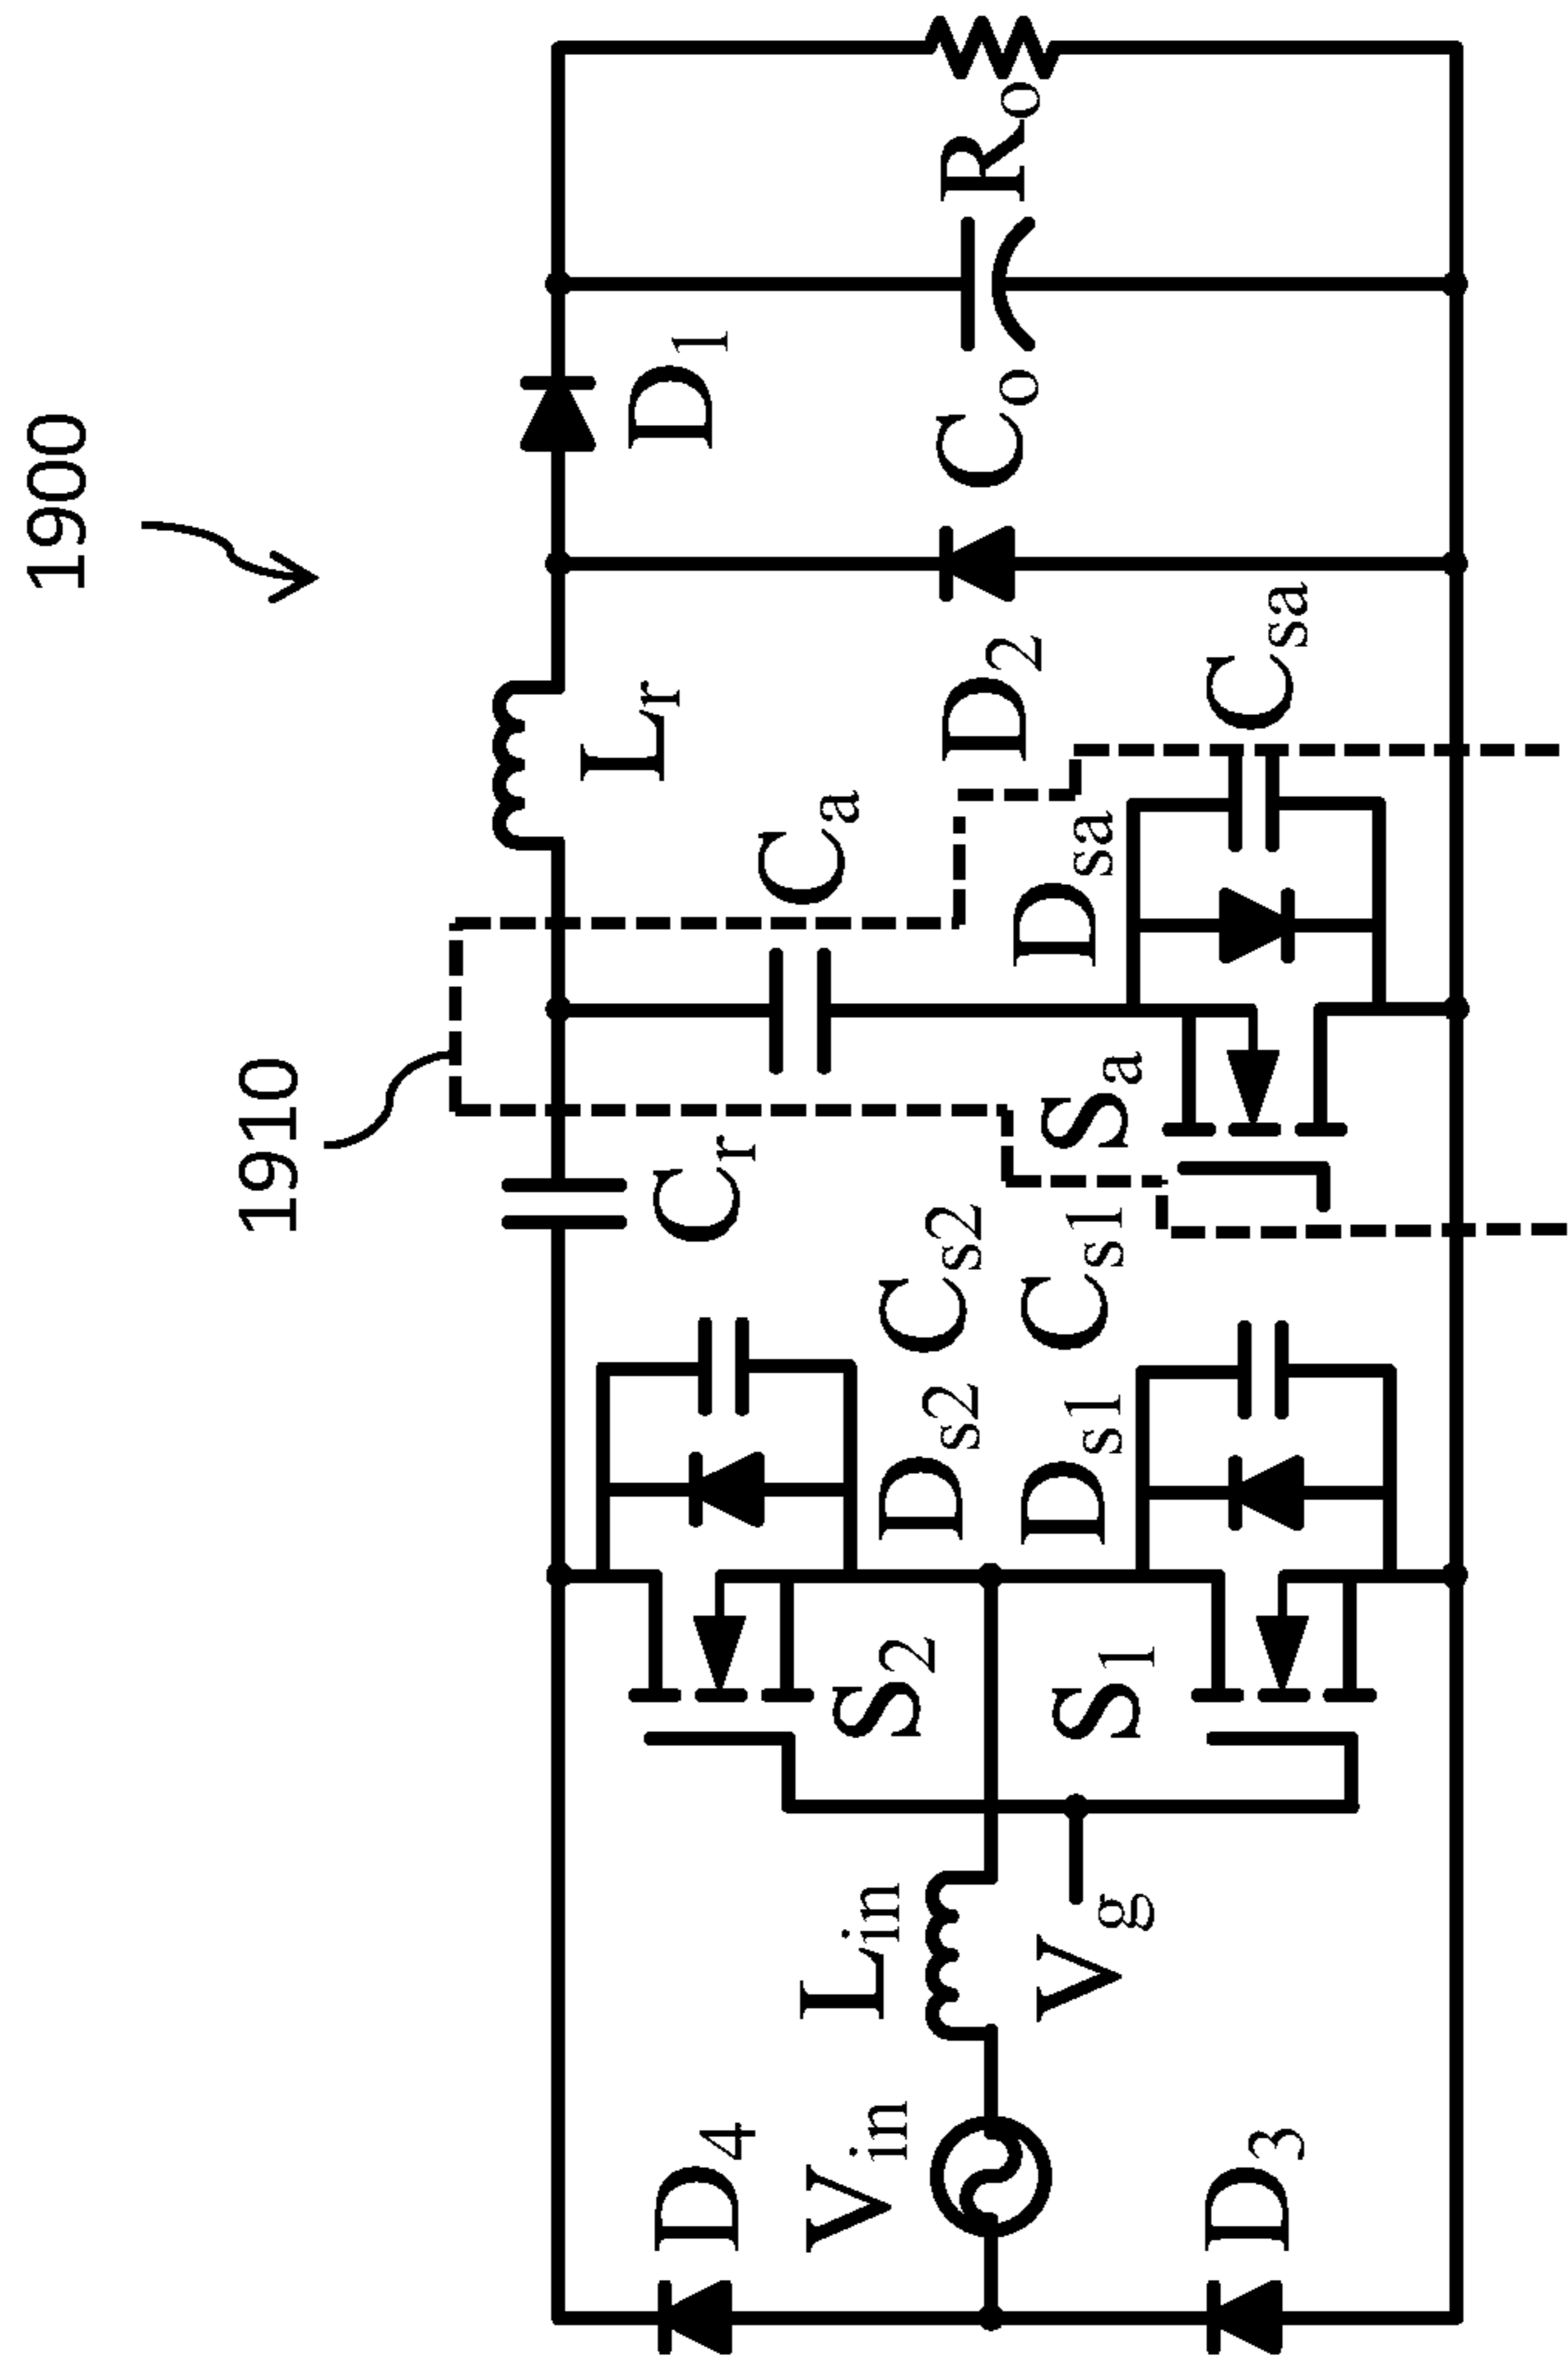 1900
1910
Lr
D1
Cr
Ca
D4
Vin
Lin
S2
Ds2
Cs2
Cs1
Ds1
S1
Vg
D3
Sa
Dsa
Csa
D2
Co
Ro